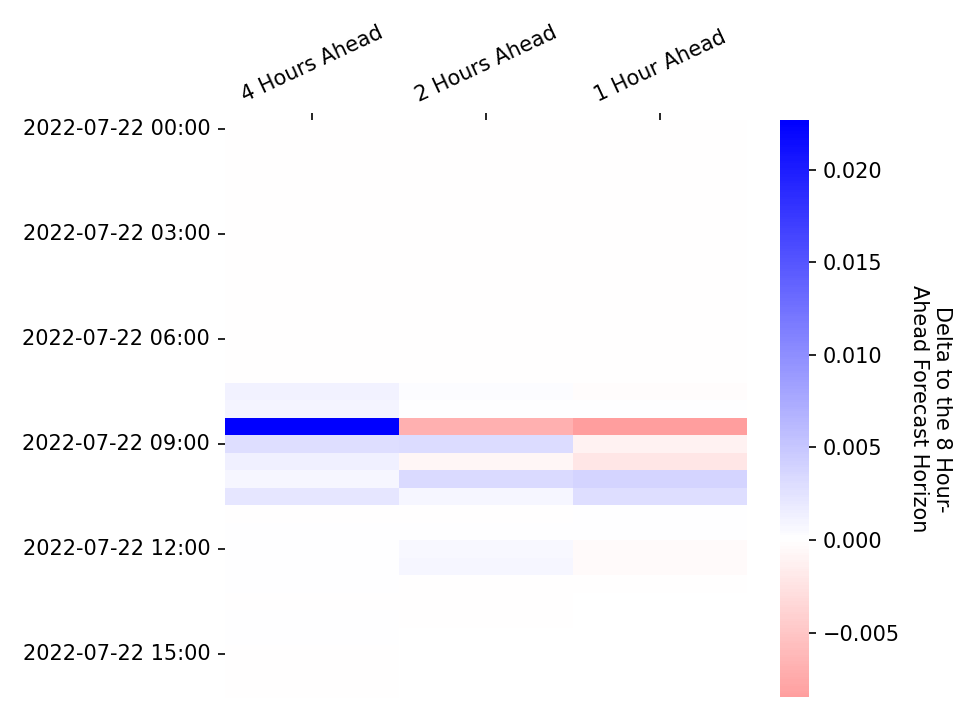 4 Hours Ahead
2 Hours Ahead
1 Hour Ahead
2022-07-22 00:00
2022-07-22 03:00
2022-07-22 06:00
2022-07-22 09:00
2022-07-22 12:00
2022-07-22 15:00
0.020
0.015
0.010
0.005
0.000
−0.005
Delta to the 8 Hour-
Ahead Forecast Horizon